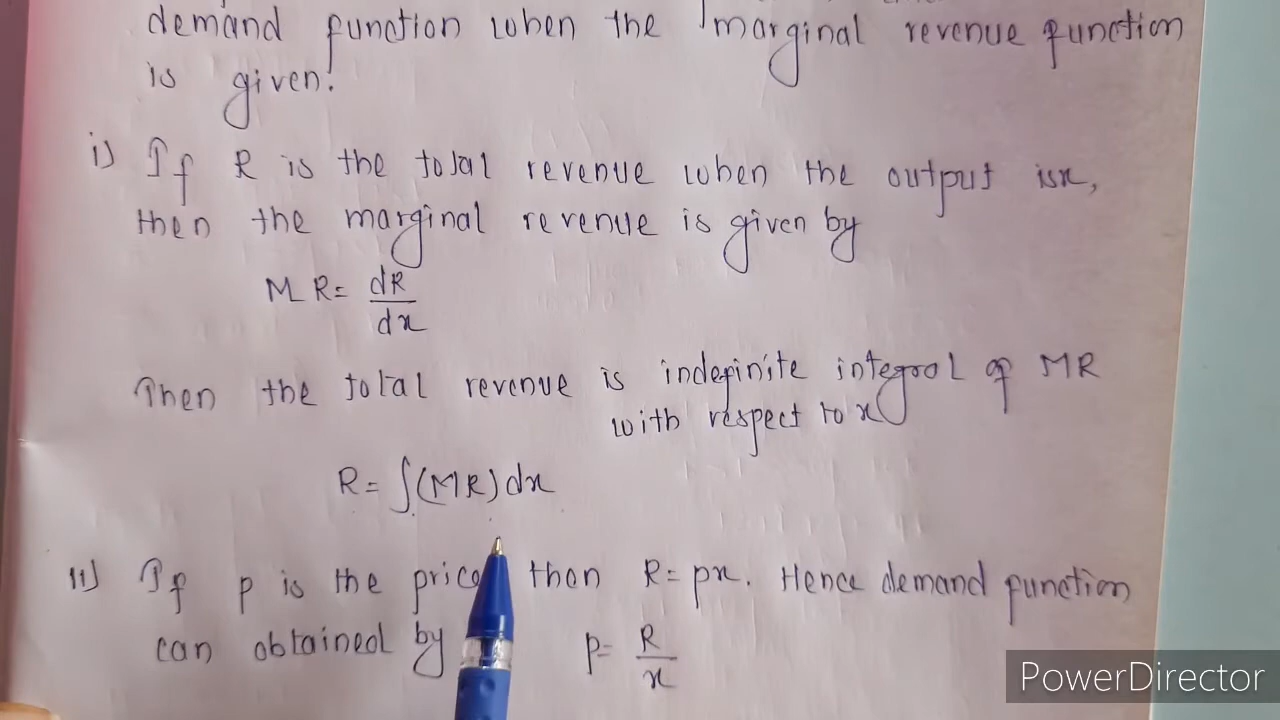 demand function when the marginal revenue function
is given.
i) If R is the total revenue when the output is x,
then the marginal revenue is given by
MR = dR/dx
Then the total revenue is indefinite integral of MR
with respect to x
R = ∫(MR) dx
ii) If p is the price then R = px. Hence demand function
can obtained by p = R/x
PowerDirector